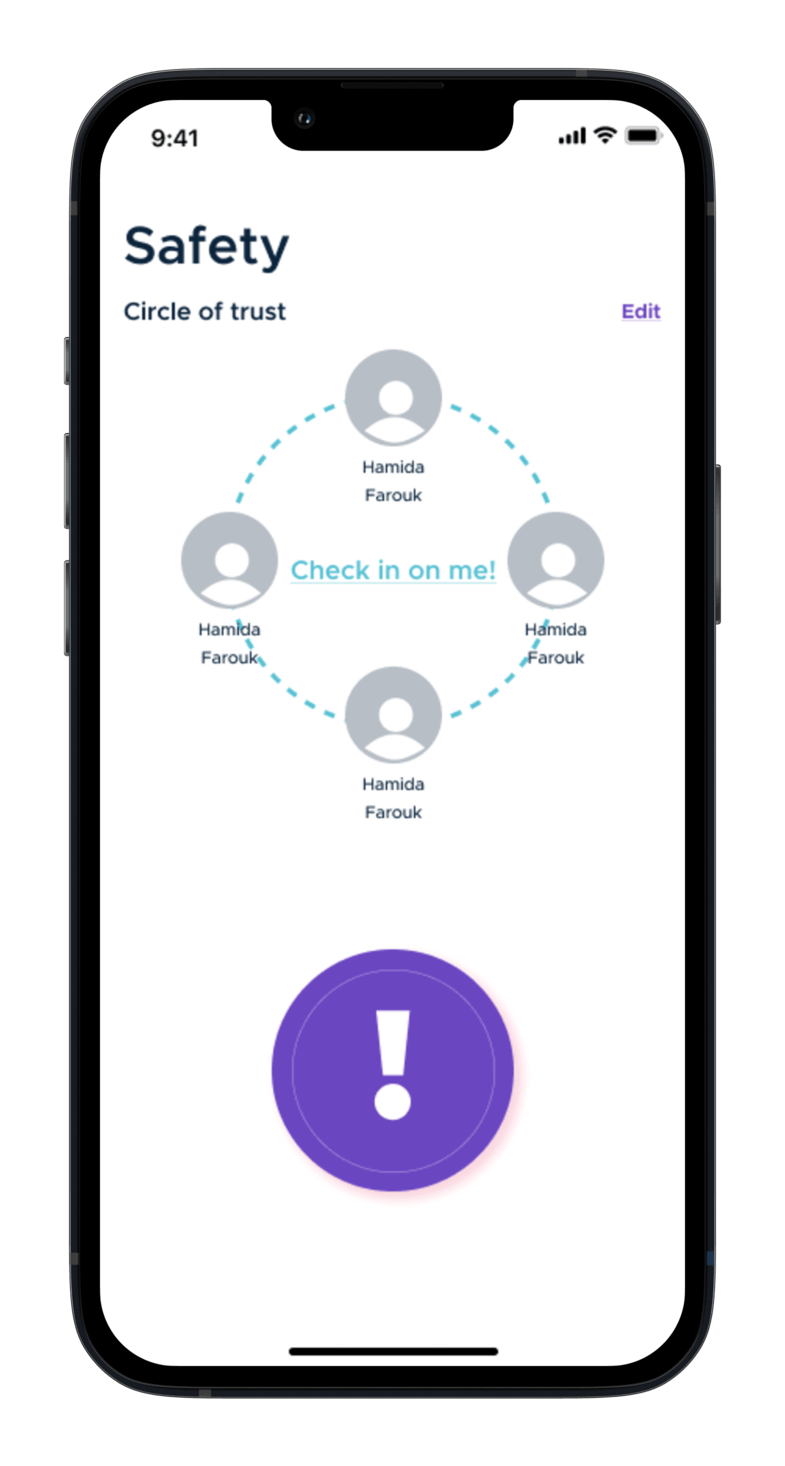 9:41
Safety
Circle of trust
Edit
Hamida
Farouk
Check in on me!
Hamida
Farouk
Hamida
Farouk
Hamida
Farouk
!